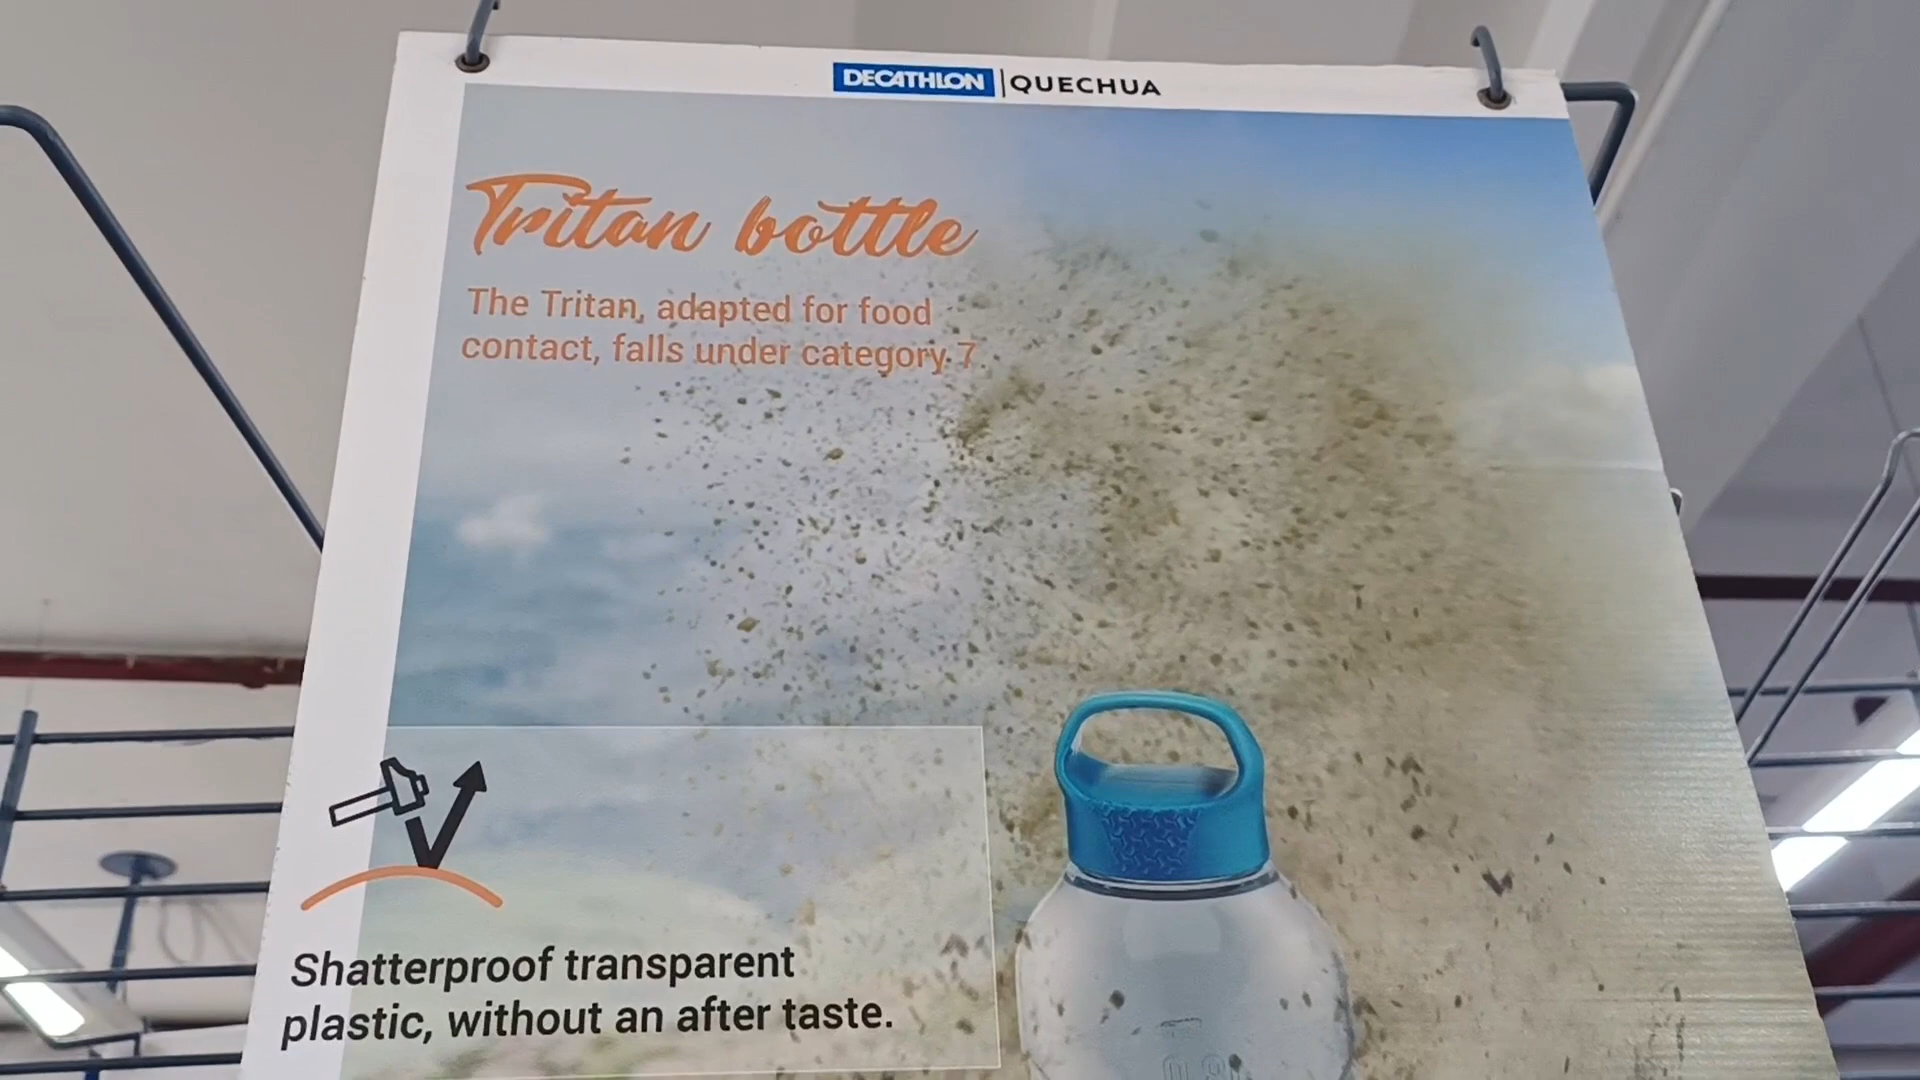 DECATHLON | QUECHUA
Tritan bottle
The Tritan, adapted for food
contact, falls under category 7.
Shatterproof transparent
plastic, without an after taste.